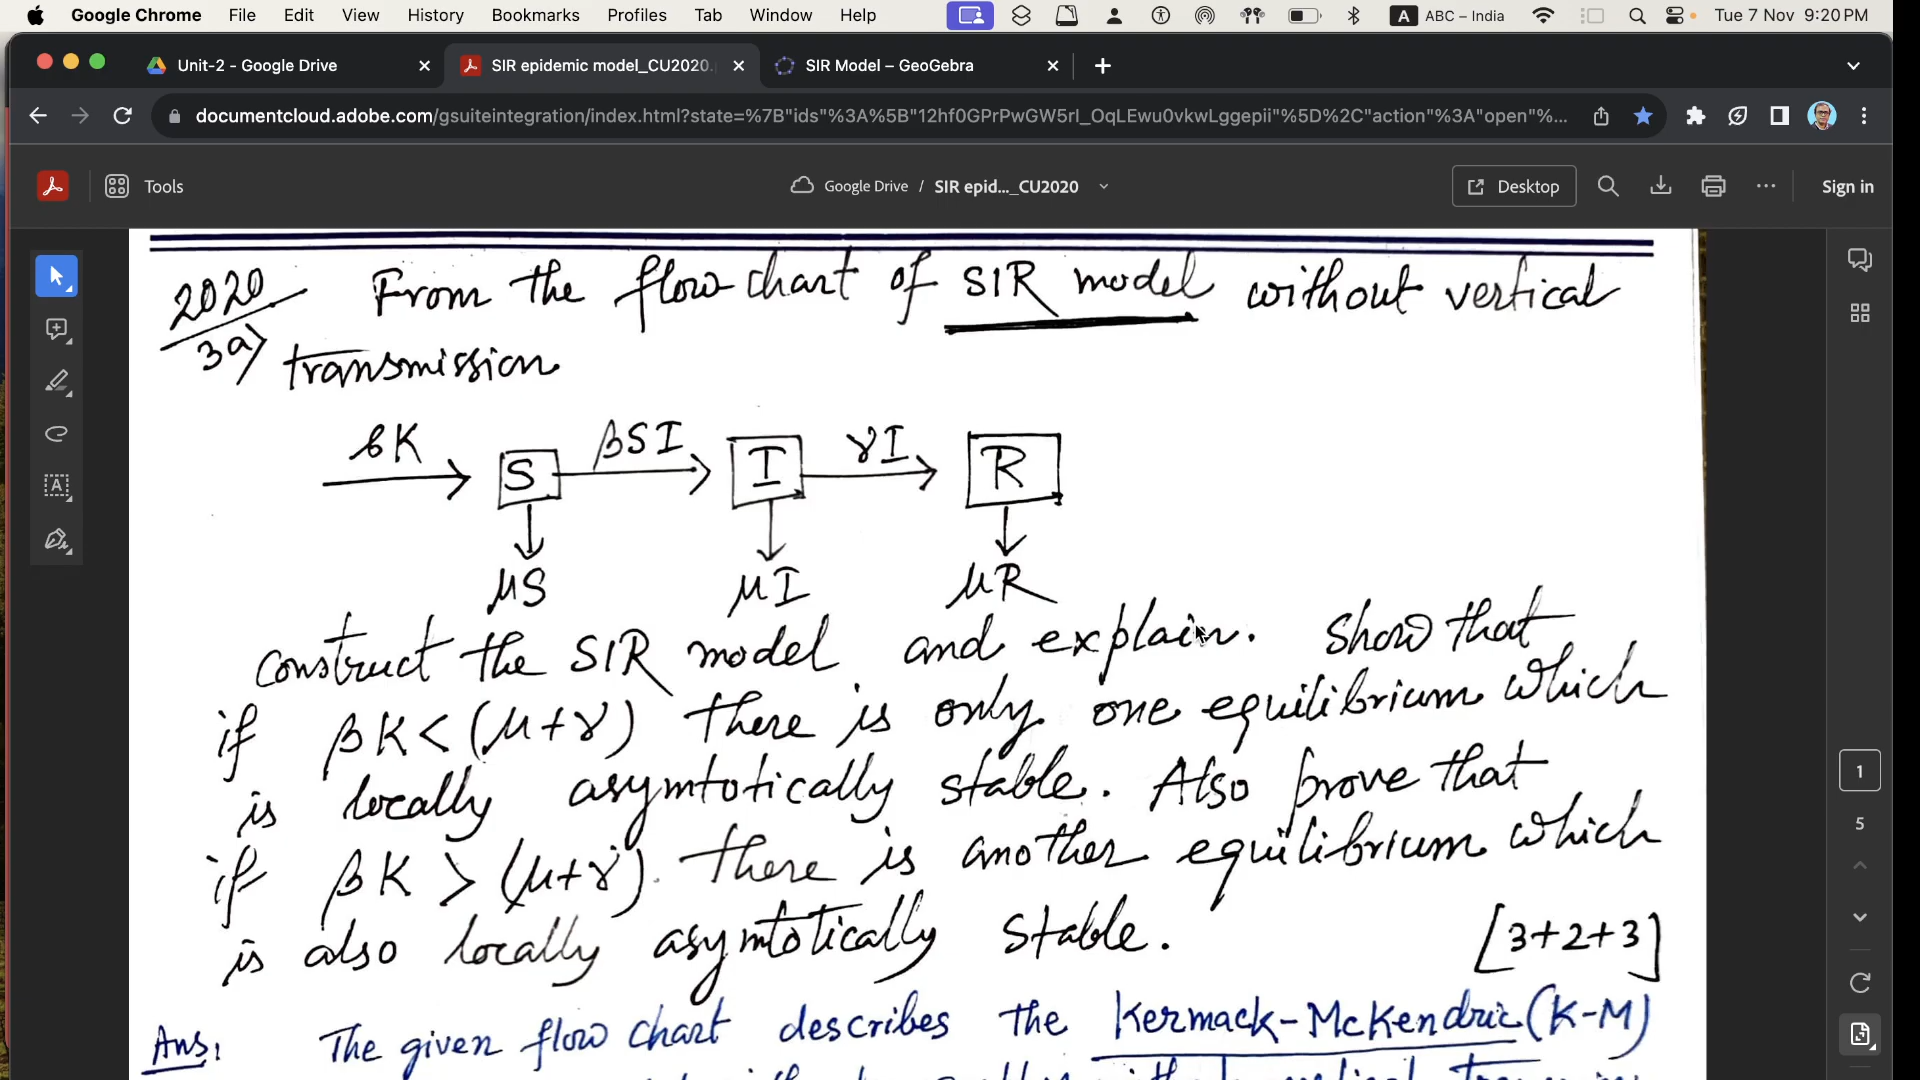 Google Chrome File Edit View History Bookmarks Profiles Tab Window Help A ABC – India Tue 7 Nov 9:20 PM
Unit-2 - Google Drive SIR epidemic model_CU2020. SIR Model – GeoGebra
documentcloud.adobe.com/gsuiteintegration/index.html?state=%7B"ids"%3A%5B"12hf0GPrPwGW5rI_OqLEwu0vkwLggepii"%5D%2C"action"%3A"open"%...
Tools Google Drive / SIR epid..._CU2020 Desktop Sign in
2020 From the flow chart of SIR model without vertical
3a) transmission
bK βSI γI
S I R
μS μI μR
construct the SIR model and explain. Show that
if βK < (μ+γ) there is only one equilibrium which
is locally asymtotically stable. Also prove that
if βK > (μ+γ). there is another equilibrium which
is also locally asymtotically stable. [3+2+3]
Ans: The given flow chart describes the Kermack-McKendric (K-M)
1
5